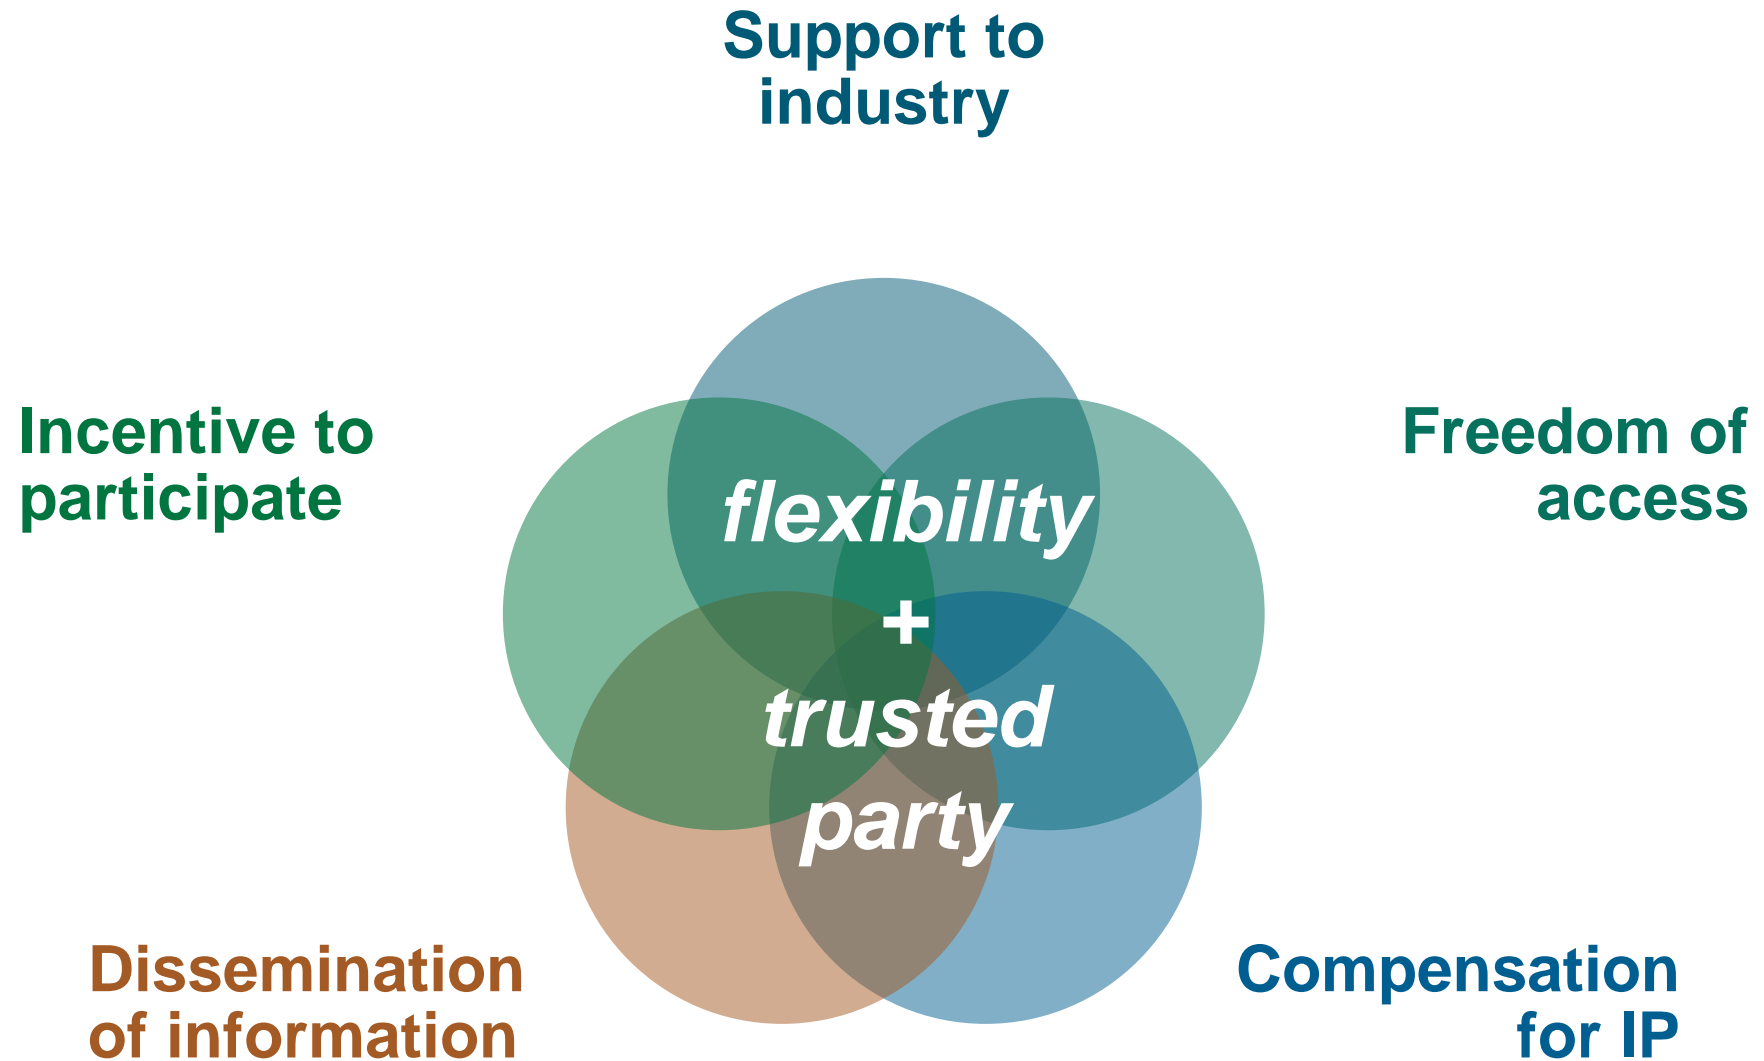 Support to
industry
Incentive to
participate
Freedom of
access
flexibility
+
trusted
party
Dissemination
of information
Compensation
for IP